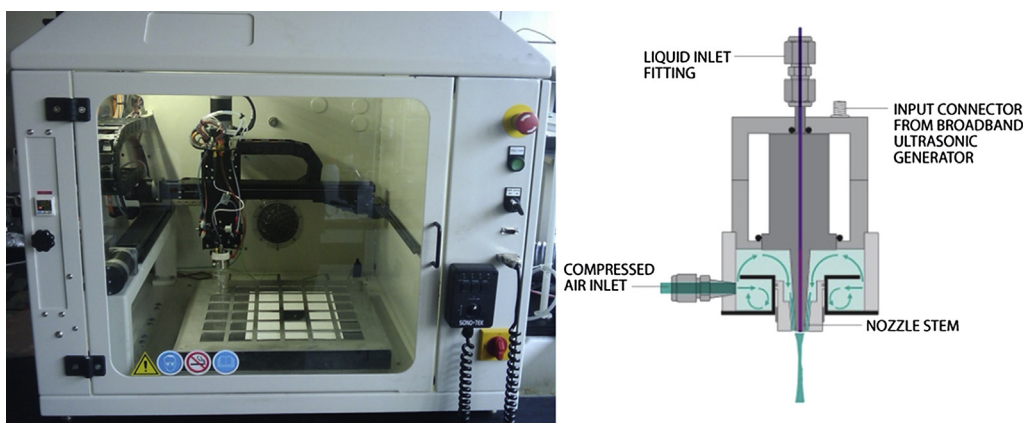 LIQUID INLET
FITTING
INPUT CONNECTOR
FROM BROADBAND
ULTRASONIC
GENERATOR
COMPRESSED
AIR INLET
NOZZLE STEM
SONO-TEK